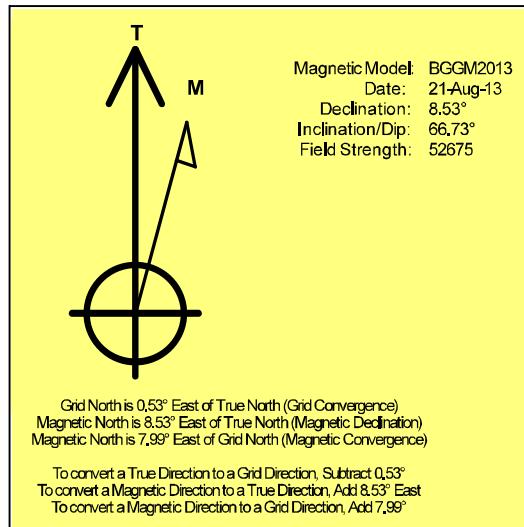 T
M
Magnetic Model: BGGM2013
Date: 21-Aug-13
Declination: 8.53°
Inclination/Dip: 66.73°
Field Strength: 52675
Grid North is 0.53° East of True North (Grid Convergence)
Magnetic North is 8.53° East of True North (Magnetic Declination)
Magnetic North is 7.99° East of Grid North (Magnetic Convergence)
To convert a True Direction to a Grid Direction, Subtract 0.53°
To convert a Magnetic Direction to a True Direction, Add 8.53° East
To convert a Magnetic Direction to a Grid Direction, Add 7.99°